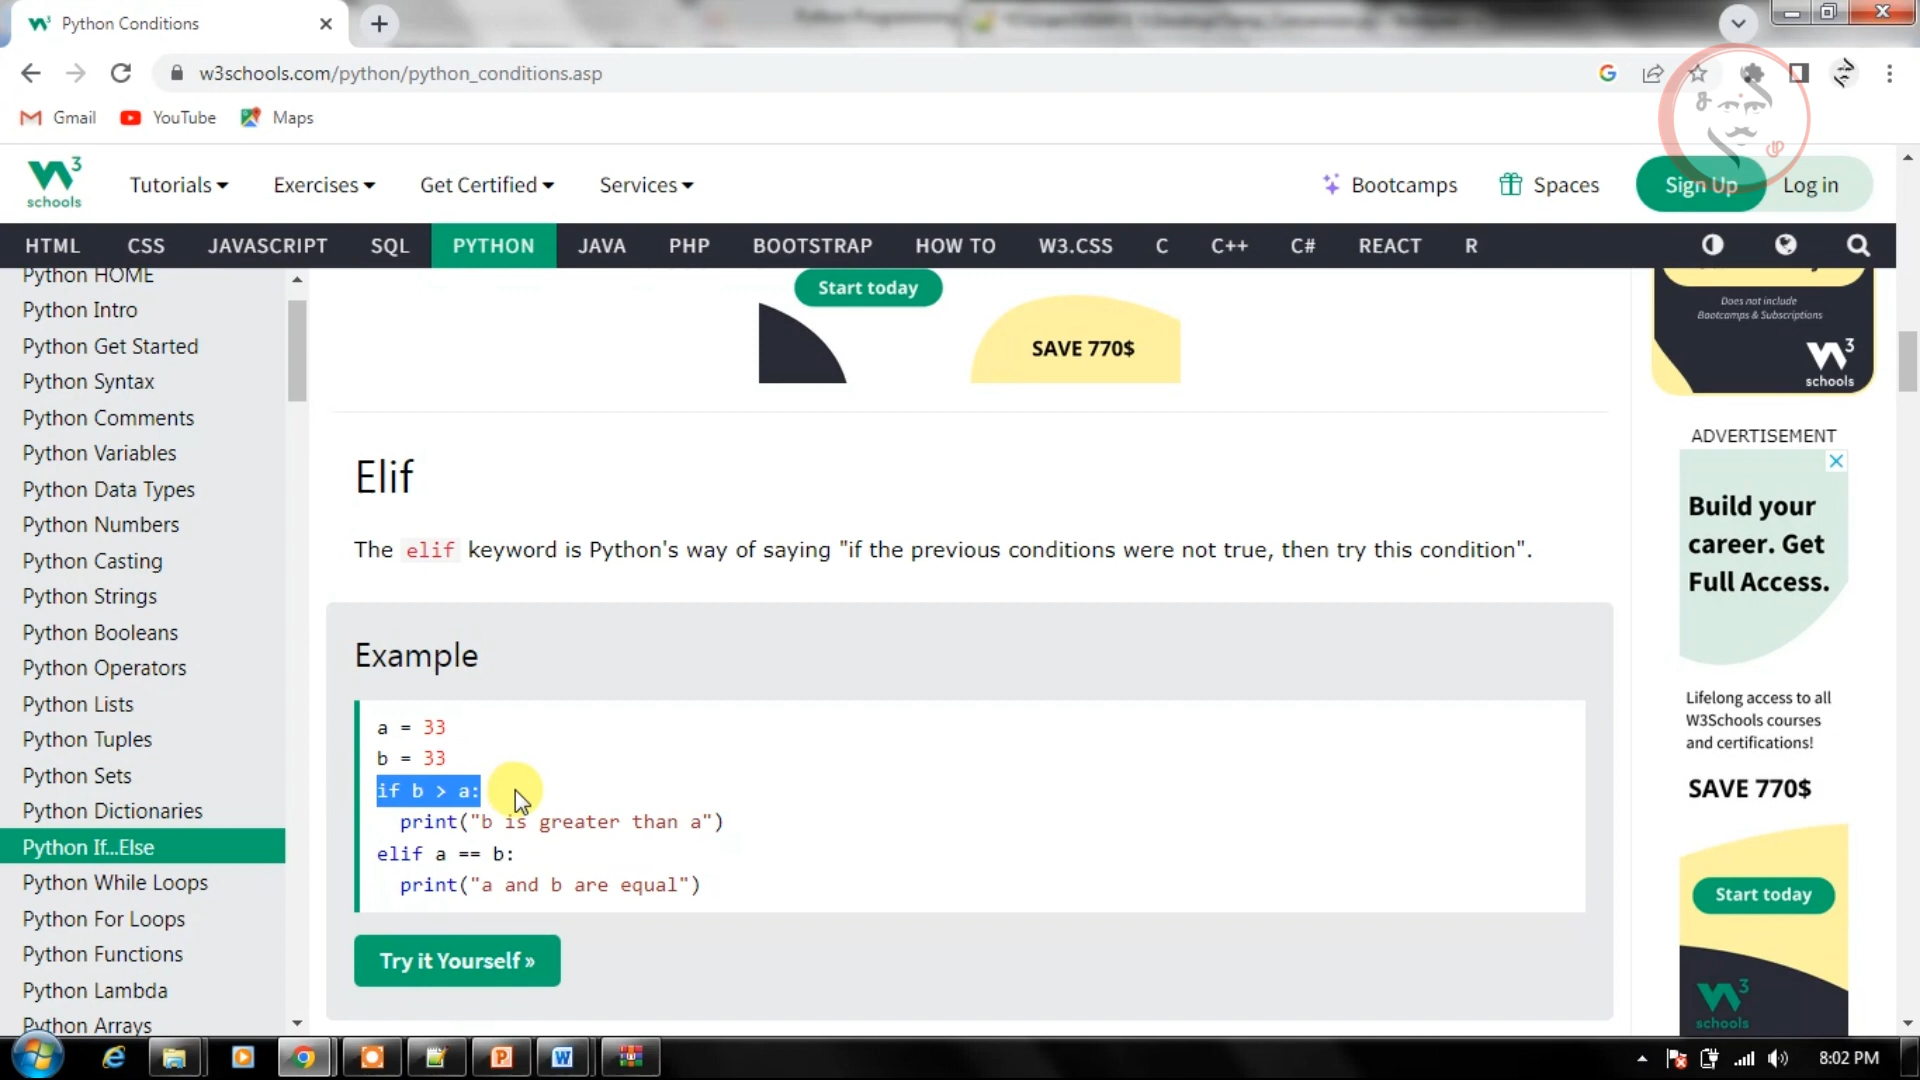 Python Conditions
w3schools.com/python/python_conditions.asp
Gmail
YouTube
Maps
W3 schools
Tutorials
Exercises
Get Certified
Services
Bootcamps
Spaces
Sign Up
Log in
HTML
CSS
JAVASCRIPT
SQL
PYTHON
JAVA
PHP
BOOTSTRAP
HOW TO
W3.CSS
C
C++
C#
REACT
R
Python HOME
Python Intro
Python Get Started
Python Syntax
Python Comments
Python Variables
Python Data Types
Python Numbers
Python Casting
Python Strings
Python Booleans
Python Operators
Python Lists
Python Tuples
Python Sets
Python Dictionaries
Python If...Else
Python While Loops
Python For Loops
Python Functions
Python Lambda
Python Arrays
Start today
SAVE 770$
Elif
The elif keyword is Python's way of saying "if the previous conditions were not true, then try this condition".
Example
a = 33
b = 33
if b > a:
print("b is greater than a")
elif a == b:
print("a and b are equal")
Try it Yourself »
Does not include
Bootcamps & Subscriptions
W3 schools
ADVERTISEMENT
Build your
career. Get
Full Access.
Lifelong access to all
W3Schools courses
and certifications!
SAVE 770$
Start today
W3 schools
8:02 PM